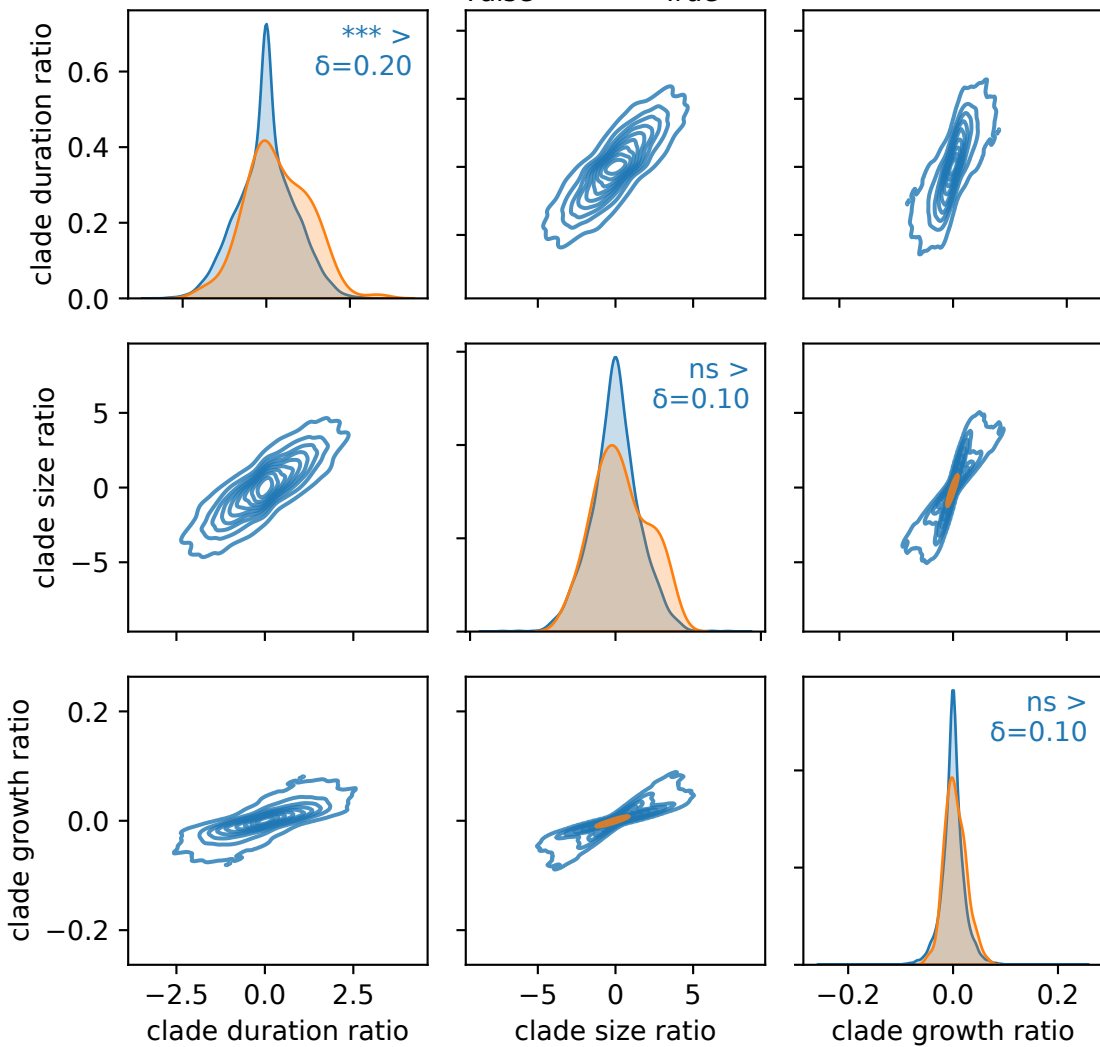 clade duration ratio
0.6
0.4
0.2
0.0
*** >
δ=0.20
clade size ratio
5
0
−5
ns >
δ=0.10
clade growth ratio
0.2
0.0
−0.2
ns >
δ=0.10
−2.5 0.0 2.5
−5 0 5
−0.2 0.0 0.2
clade duration ratio
clade size ratio
clade growth ratio